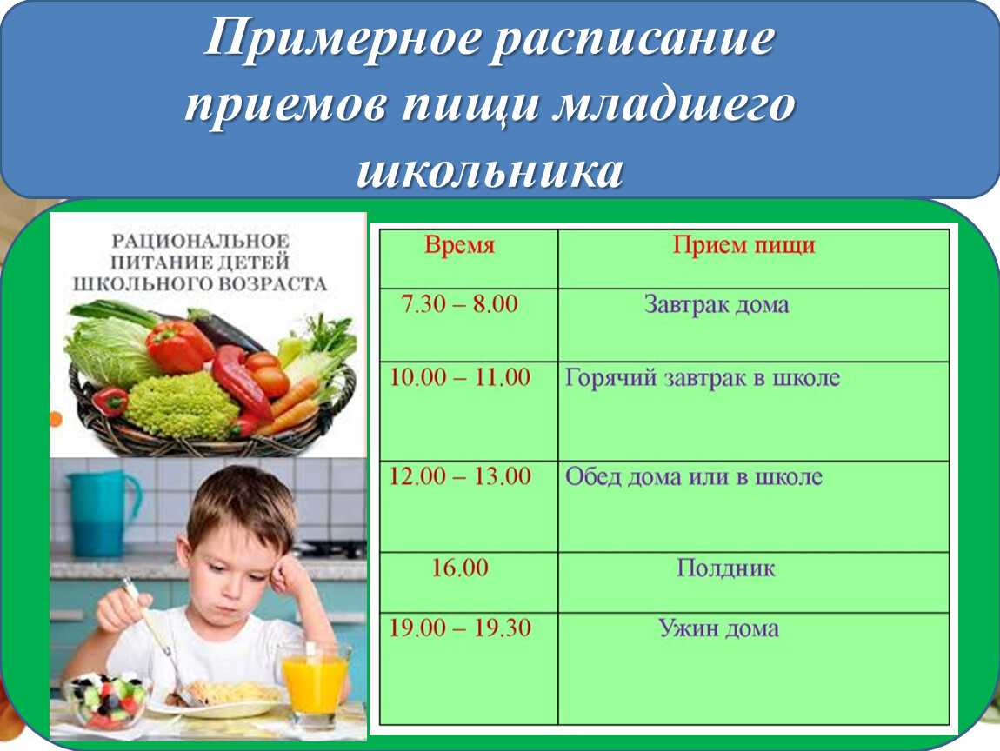 Примерное расписание
приемов пищи младшего
школьника
РАЦИОНАЛЬНОЕ
ПИТАНИЕ ДЕТЕЙ
ШКОЛЬНОГО ВОЗРАСТА
Время Прием пищи
7.30 – 8.00 Завтрак дома
10.00 – 11.00 Горячий завтрак в школе
12.00 – 13.00 Обед дома или в школе
16.00 Полдник
19.00 – 19.30 Ужин дома